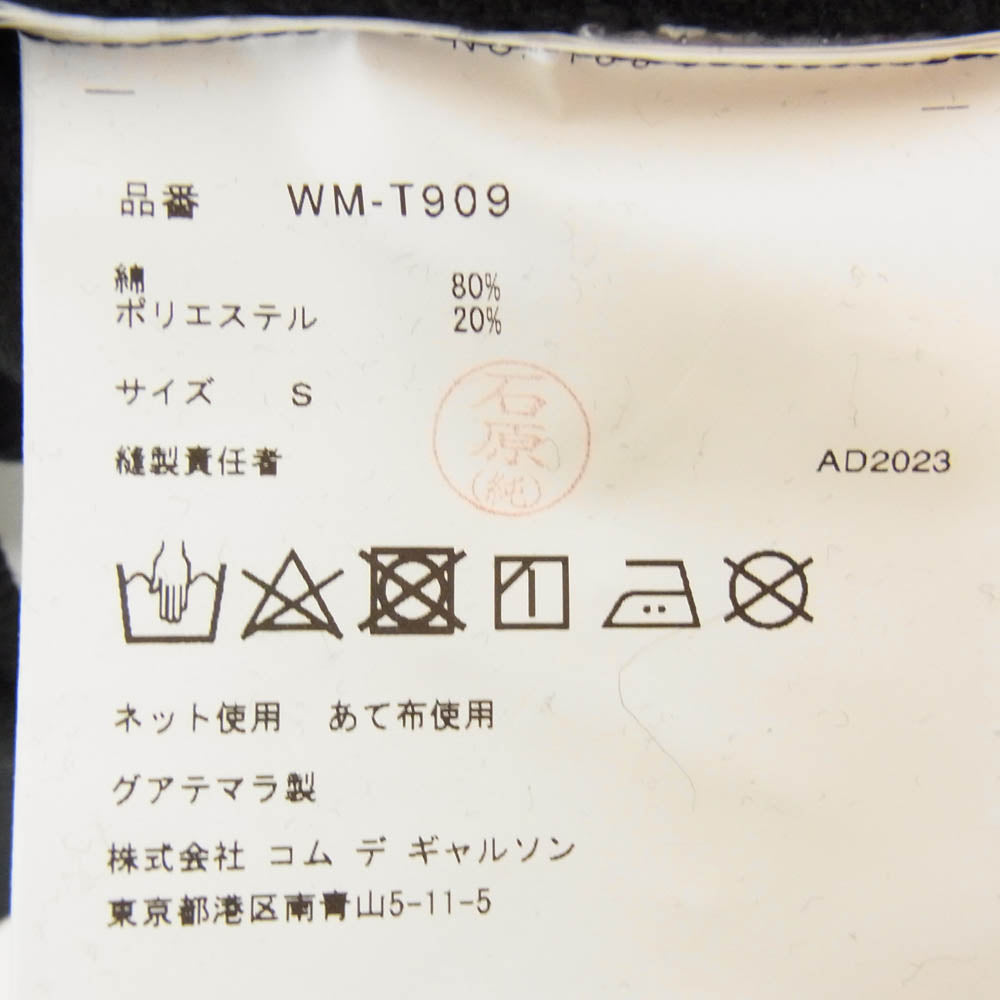 品番 WM-T909
綿 80%
ポリエステル 20%
サイズ S
石原(純)
縫製責任者 AD2023
ネット使用 あて布使用
グアテマラ製
株式会社 コム デ ギャルソン
東京都港区南青山5-11-5